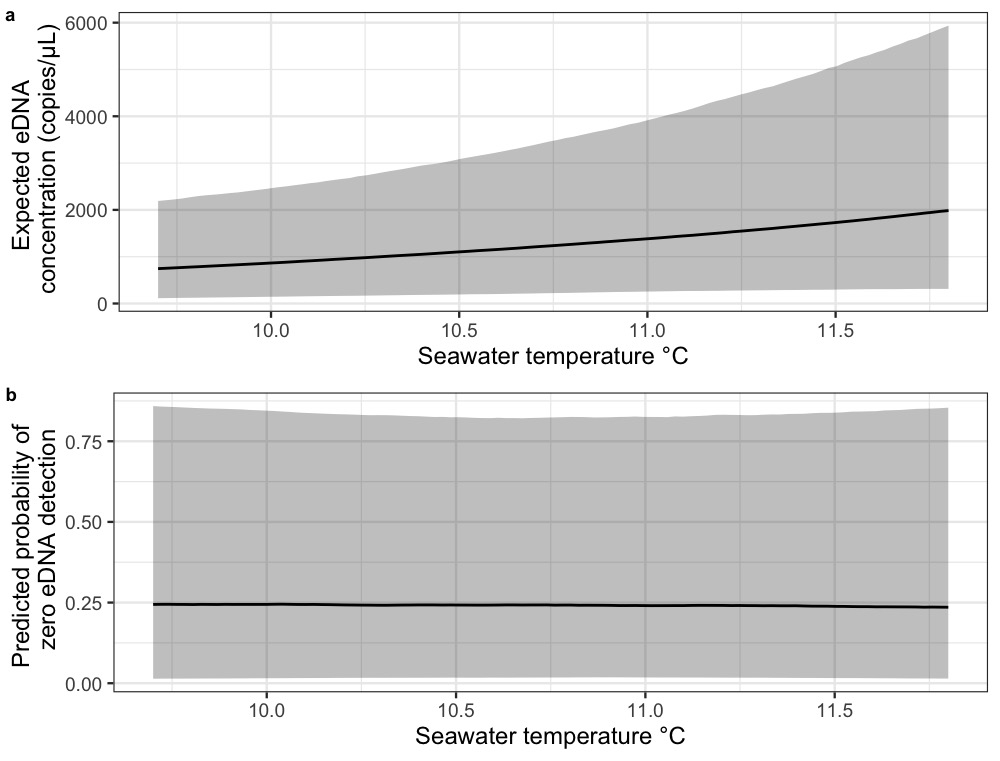 a
Expected eDNA
concentration (copies/μL)
6000
4000
2000
0
10.0 10.5 11.0 11.5
Seawater temperature °C
b
Predicted probability of
zero eDNA detection
0.75
0.50
0.25
0.00
10.0 10.5 11.0 11.5
Seawater temperature °C